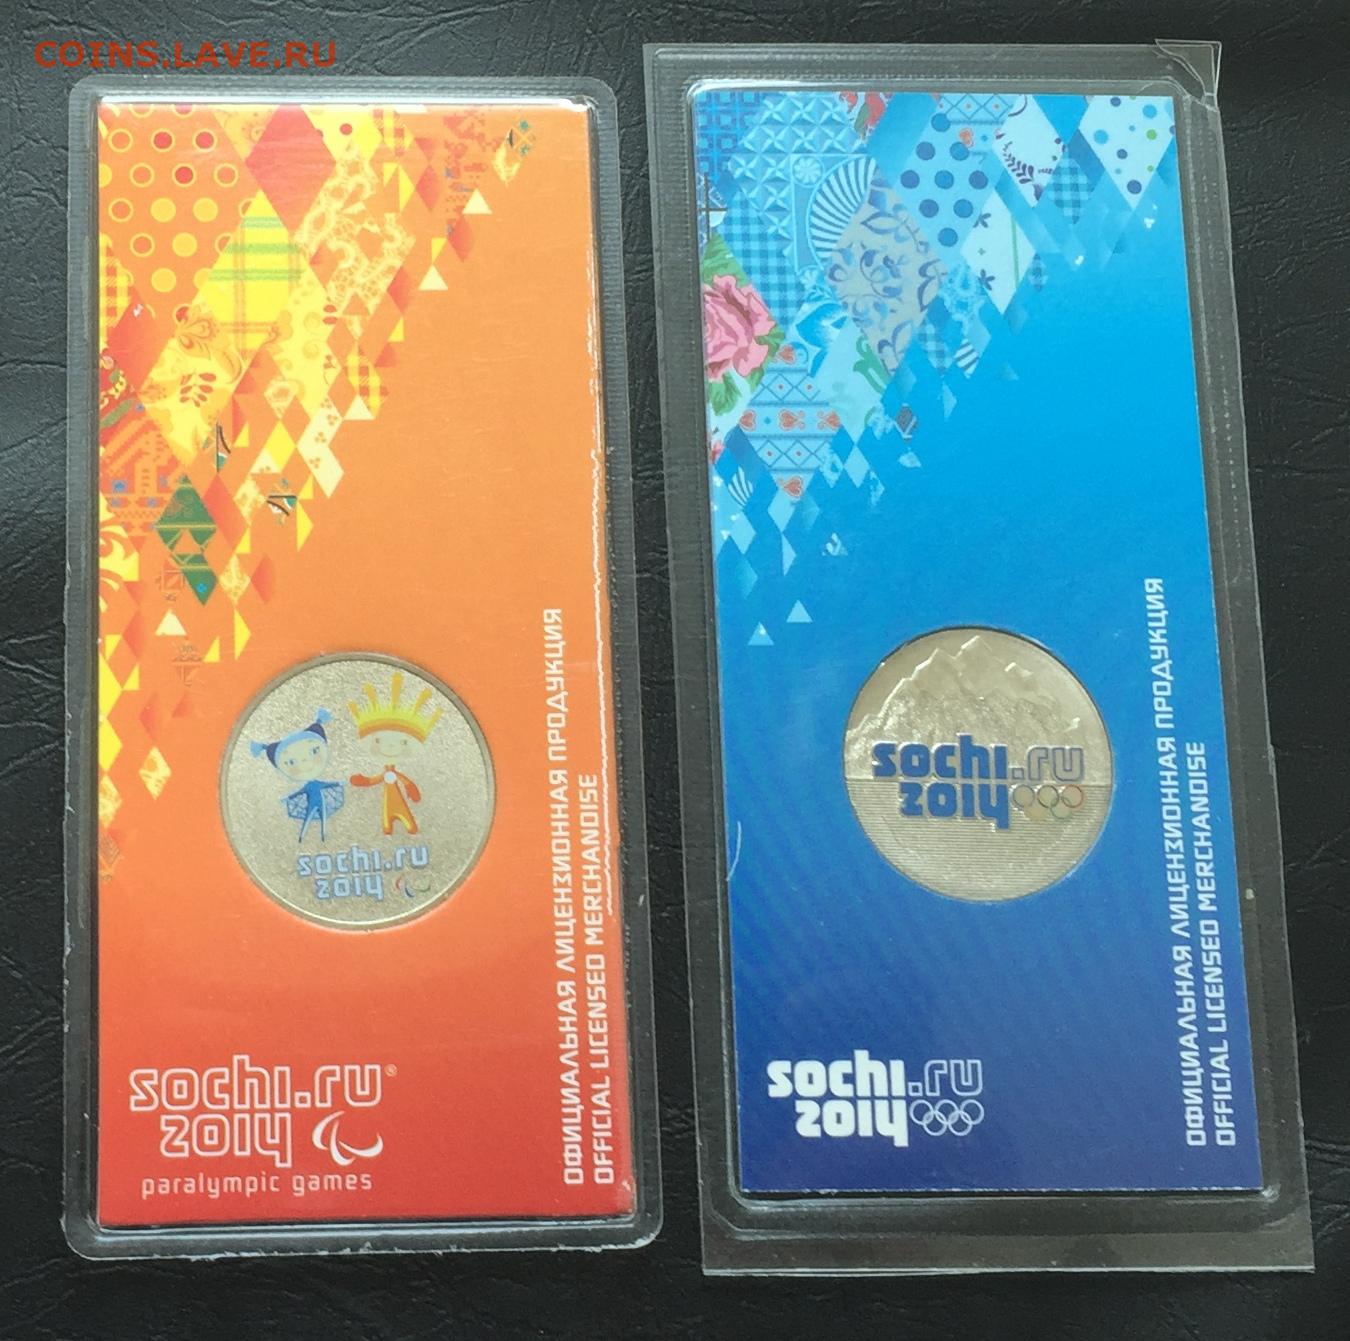 COINS.LAVE.RU
sochi.ru
2014
sochi.ru®
2014
paralympic games
ОФИЦИАЛЬНАЯ ЛИЦЕНЗИОННАЯ ПРОДУКЦИЯ
OFFICIAL LICENSED MERCHANDISE
sochi.ru
2014
sochi.ru
2014
ОФИЦИАЛЬНАЯ ЛИЦЕНЗИОННАЯ ПРОДУКЦИЯ
OFFICIAL LICENSED MERCHANDISE